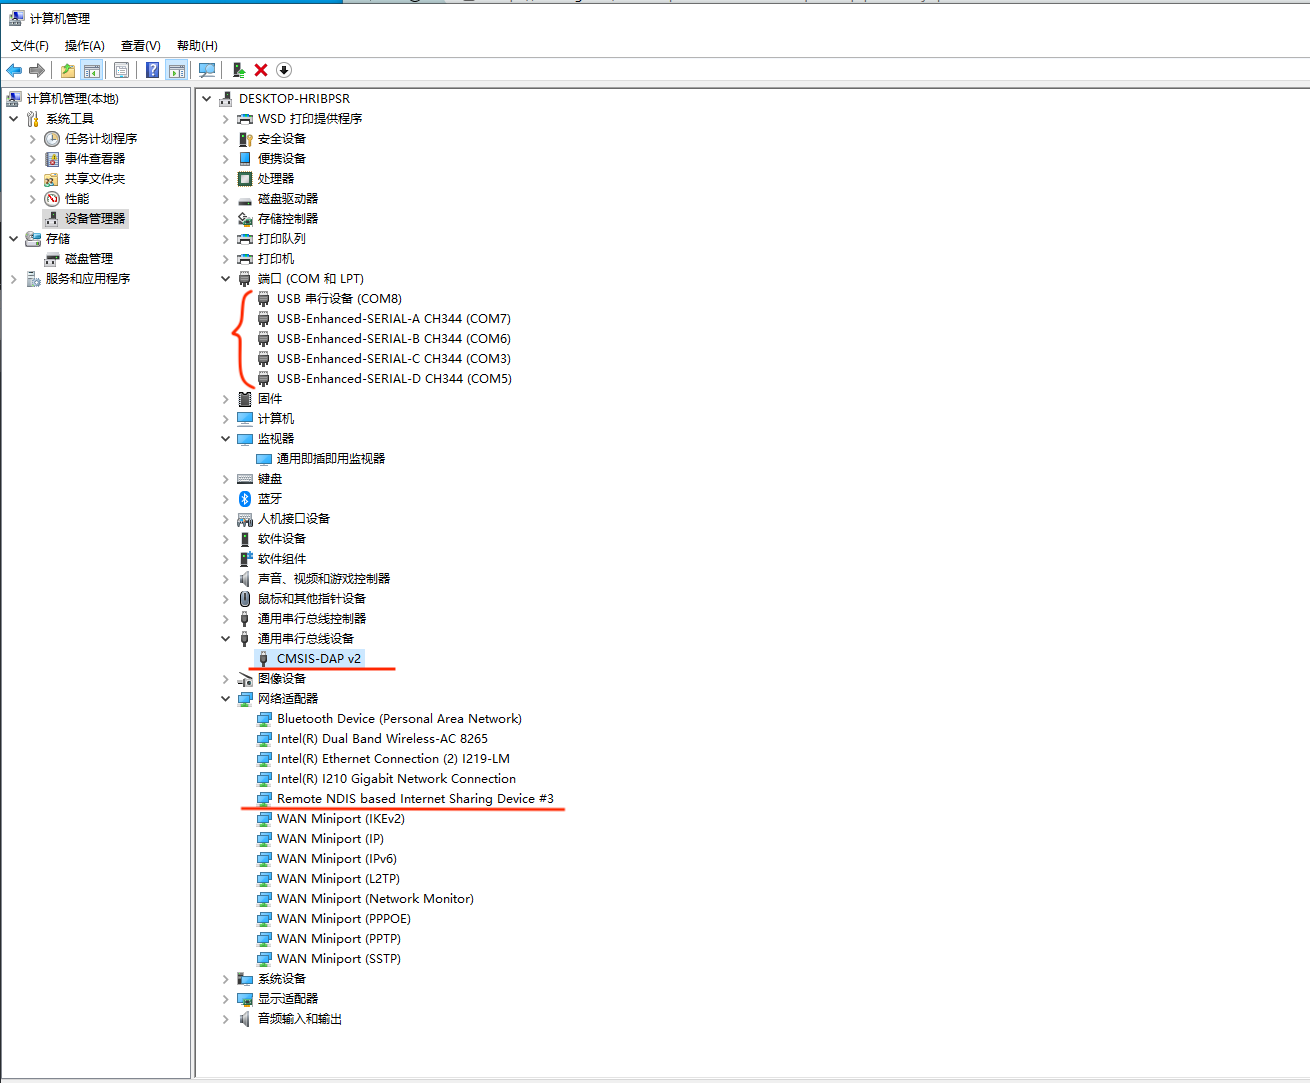 计算机管理
文件(F) 操作(A) 查看(V) 帮助(H)
计算机管理(本地)
系统工具
任务计划程序
事件查看器
共享文件夹
性能
设备管理器
存储
磁盘管理
服务和应用程序
DESKTOP-HRIBPSR
WSD 打印提供程序
安全设备
便携设备
处理器
磁盘驱动器
存储控制器
打印队列
打印机
端口 (COM 和 LPT)
USB 串行设备 (COM8)
USB-Enhanced-SERIAL-A CH344 (COM7)
USB-Enhanced-SERIAL-B CH344 (COM6)
USB-Enhanced-SERIAL-C CH344 (COM3)
USB-Enhanced-SERIAL-D CH344 (COM5)
固件
计算机
监视器
通用即插即用监视器
键盘
蓝牙
人机接口设备
软件设备
软件组件
声音、视频和游戏控制器
鼠标和其他指针设备
通用串行总线控制器
通用串行总线设备
CMSIS-DAP v2
图像设备
网络适配器
Bluetooth Device (Personal Area Network)
Intel(R) Dual Band Wireless-AC 8265
Intel(R) Ethernet Connection (2) I219-LM
Intel(R) I210 Gigabit Network Connection
Remote NDIS based Internet Sharing Device #3
WAN Miniport (IKEv2)
WAN Miniport (IP)
WAN Miniport (IPv6)
WAN Miniport (L2TP)
WAN Miniport (Network Monitor)
WAN Miniport (PPPOE)
WAN Miniport (PPTP)
WAN Miniport (SSTP)
系统设备
显示适配器
音频输入和输出